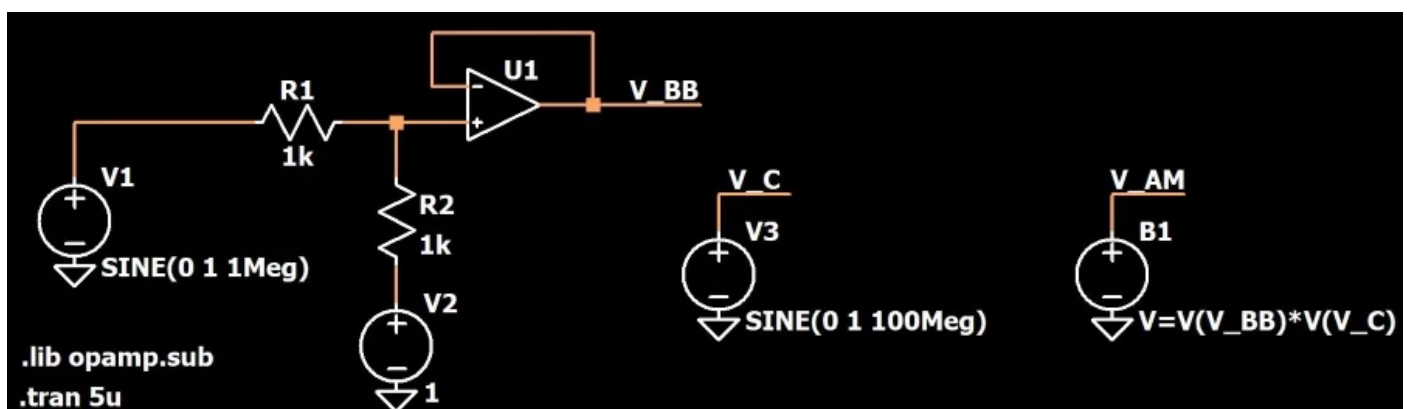 U1
R1
V_BB
1k
V1
V_C
V_AM
R2
V3
B1
1k
SINE(0 1 1Meg)
V2
SINE(0 1 100Meg)
V=V(V_BB)*V(V_C)
.lib opamp.sub
.tran 5u
1